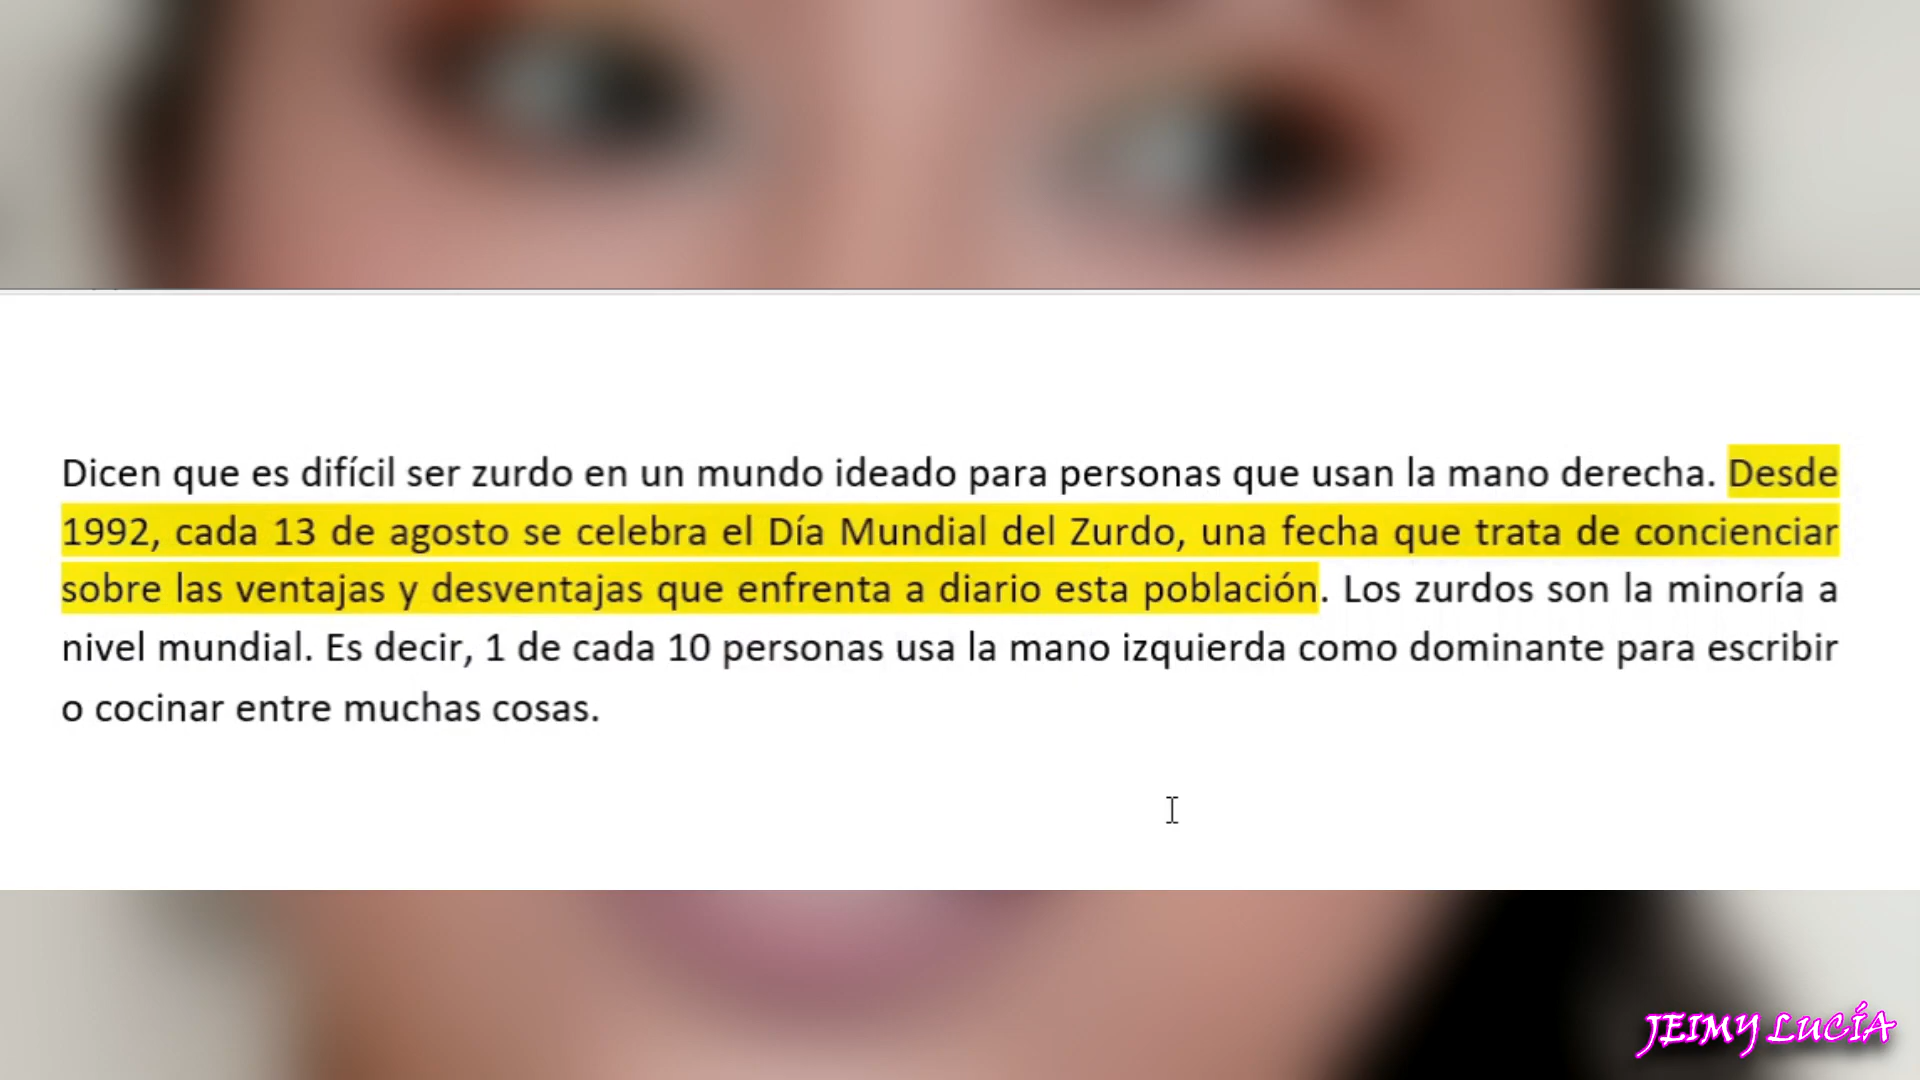 Dicen que es difícil ser zurdo en un mundo ideado para personas que usan la mano derecha. Desde
1992, cada 13 de agosto se celebra el Día Mundial del Zurdo, una fecha que trata de concienciar
sobre las ventajas y desventajas que enfrenta a diario esta población. Los zurdos son la minoría a
nivel mundial. Es decir, 1 de cada 10 personas usa la mano izquierda como dominante para escribir
o cocinar entre muchas cosas.
JEIMY LUCÍA